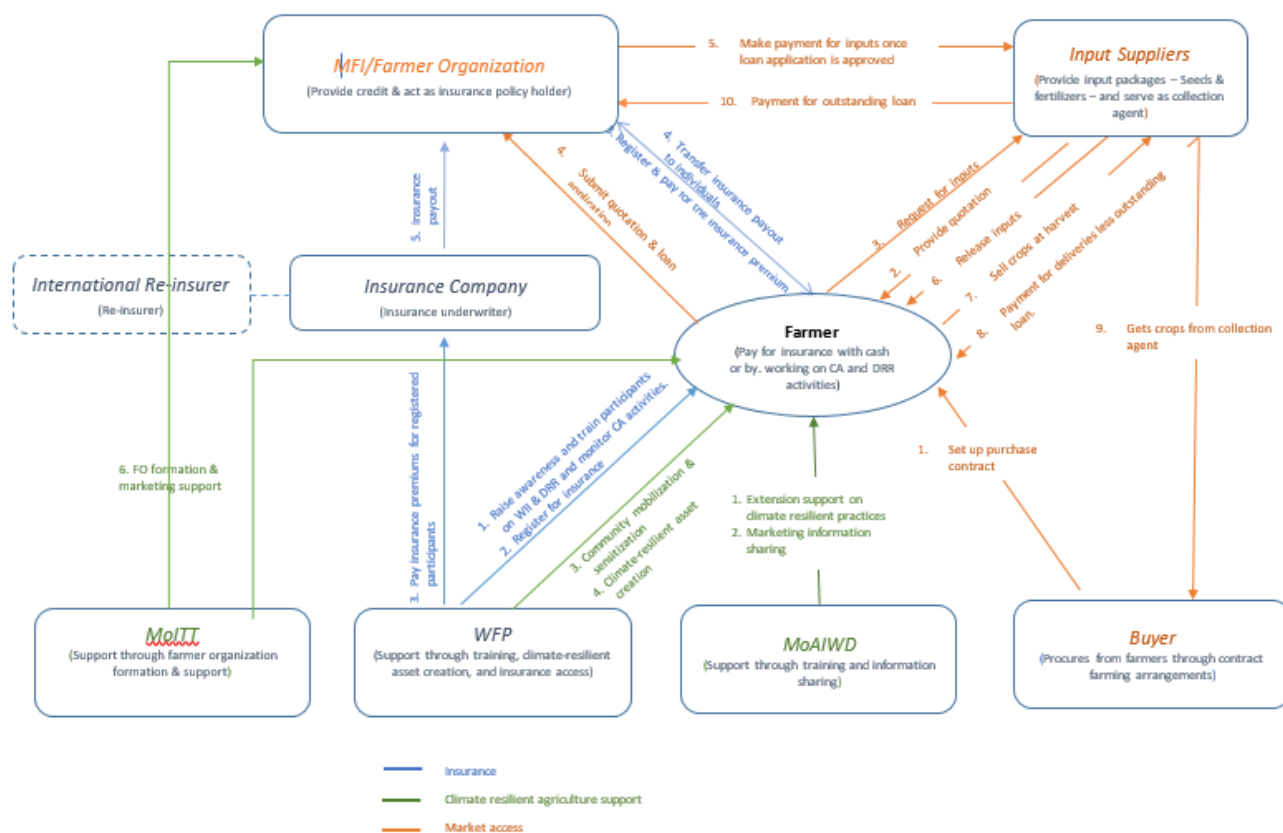 MFI/Farmer Organization
(Provide credit & act as insurance policy holder)
5. Make payment for inputs once
loan application is approved
10. Payment for outstanding loan
Input Suppliers
(Provide input packages – Seeds &
fertilizers – and serve as collection
agent)
4. Submit quotation & loan
application
Register & pay for the insurance premium
4. Transfer insurance payout
to individuals
3. Request for inputs
2. Provide quotation
6. Release inputs
7. Sell crops at harvest
8. Payment for deliveries less outstanding
loan.
5. Insurance
payout
International Re-insurer
(Re-insurer)
Insurance Company
(Insurance underwriter)
Farmer
(Pay for insurance with cash
or by. working on CA and DRR
activities)
9. Gets crops from collection
agent
6. FO formation &
marketing support
3. Pay insurance premiums for registered
participants
1. Raise awareness and train participants
on WII & DRR and monitor CA activities.
2. Register for insurance
3. Community mobilization &
sensitization
4. Climate-resilient asset
creation
1. Extension support on
climate resilient practices
2. Marketing information
sharing
1. Set up purchase
contract
MoITT
(Support through farmer organization
formation & support)
WFP
(Support through training, climate-resilient
asset creation, and insurance access)
MoAIWD
(Support through training and information
sharing)
Buyer
(Procures from farmers through contract
farming arrangements)
Insurance
Climate resilient agriculture support
Market access